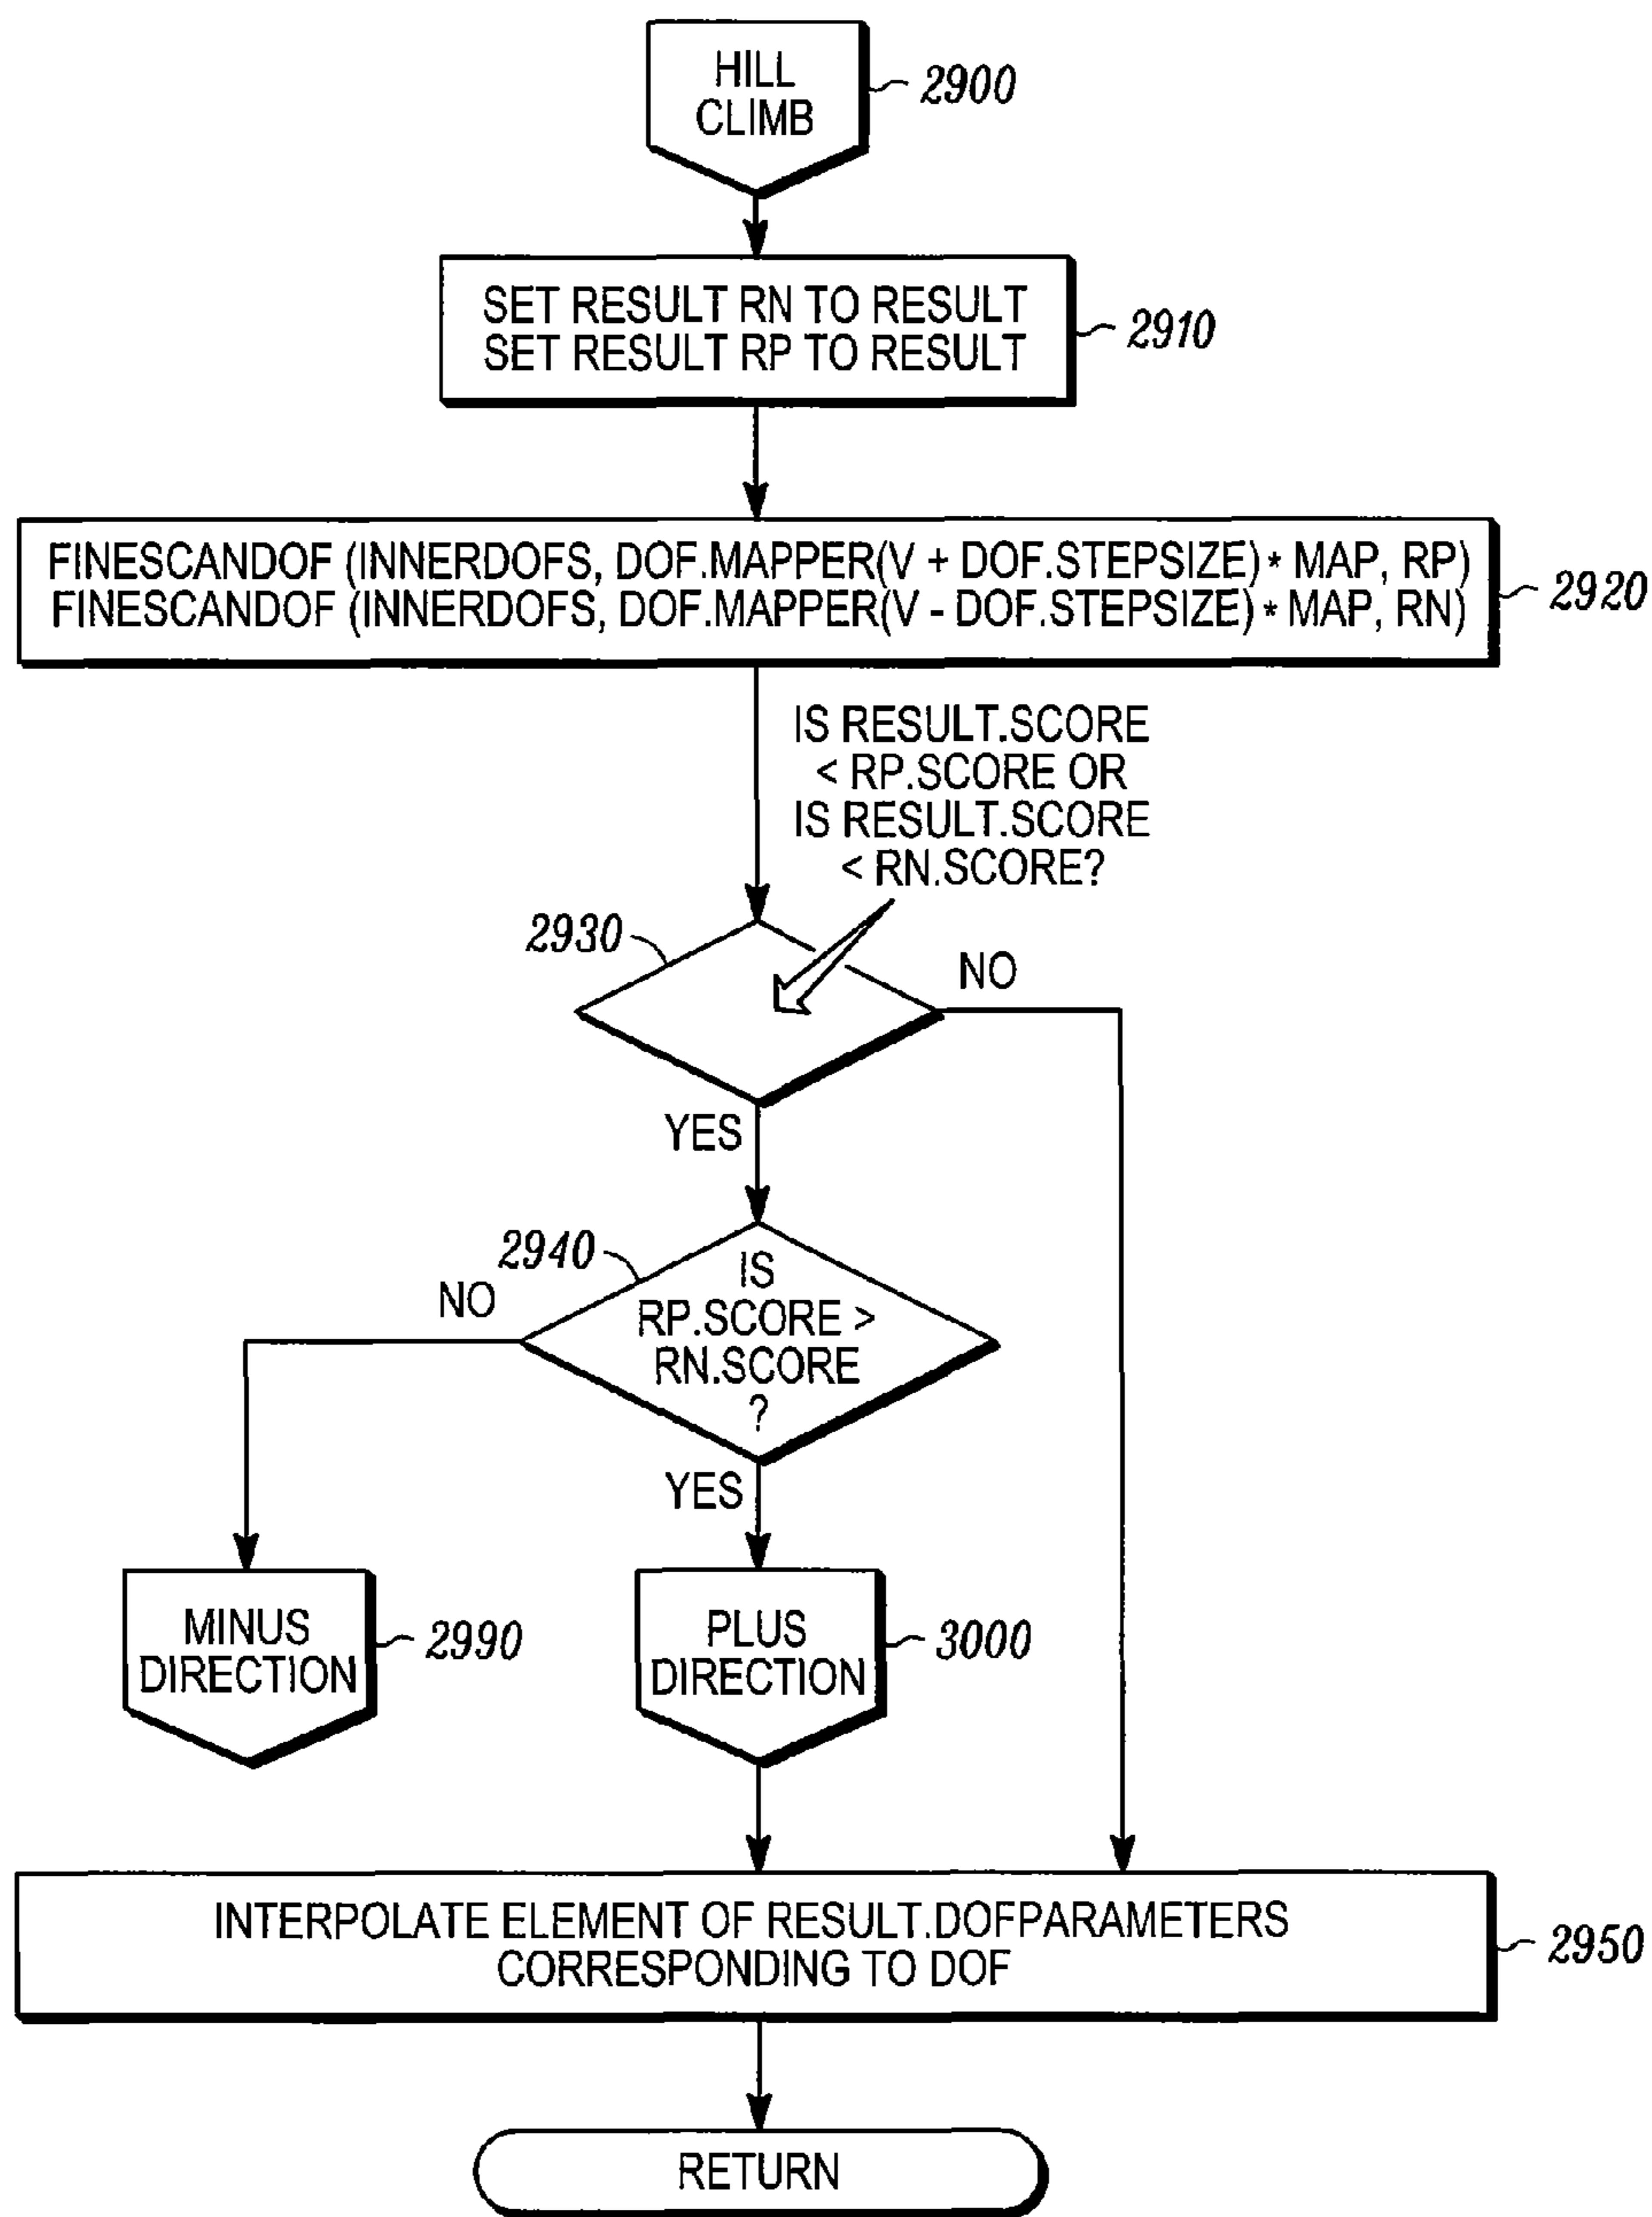 HILL
CLIMB
2900
SET RESULT RN TO RESULT
SET RESULT RP TO RESULT
2910
FINESCANDOF (INNERDOFS, DOF.MAPPER(V + DOF.STEPSIZE) * MAP, RP)
FINESCANDOF (INNERDOFS, DOF.MAPPER(V - DOF.STEPSIZE) * MAP, RN)
2920
IS RESULT.SCORE
< RP.SCORE OR
IS RESULT.SCORE
< RN.SCORE?
2930
NO
YES
2940
NO
IS
RP.SCORE >
RN.SCORE
?
YES
MINUS
DIRECTION
2990
PLUS
DIRECTION
3000
INTERPOLATE ELEMENT OF RESULT.DOFPARAMETERS
CORRESPONDING TO DOF
2950
RETURN